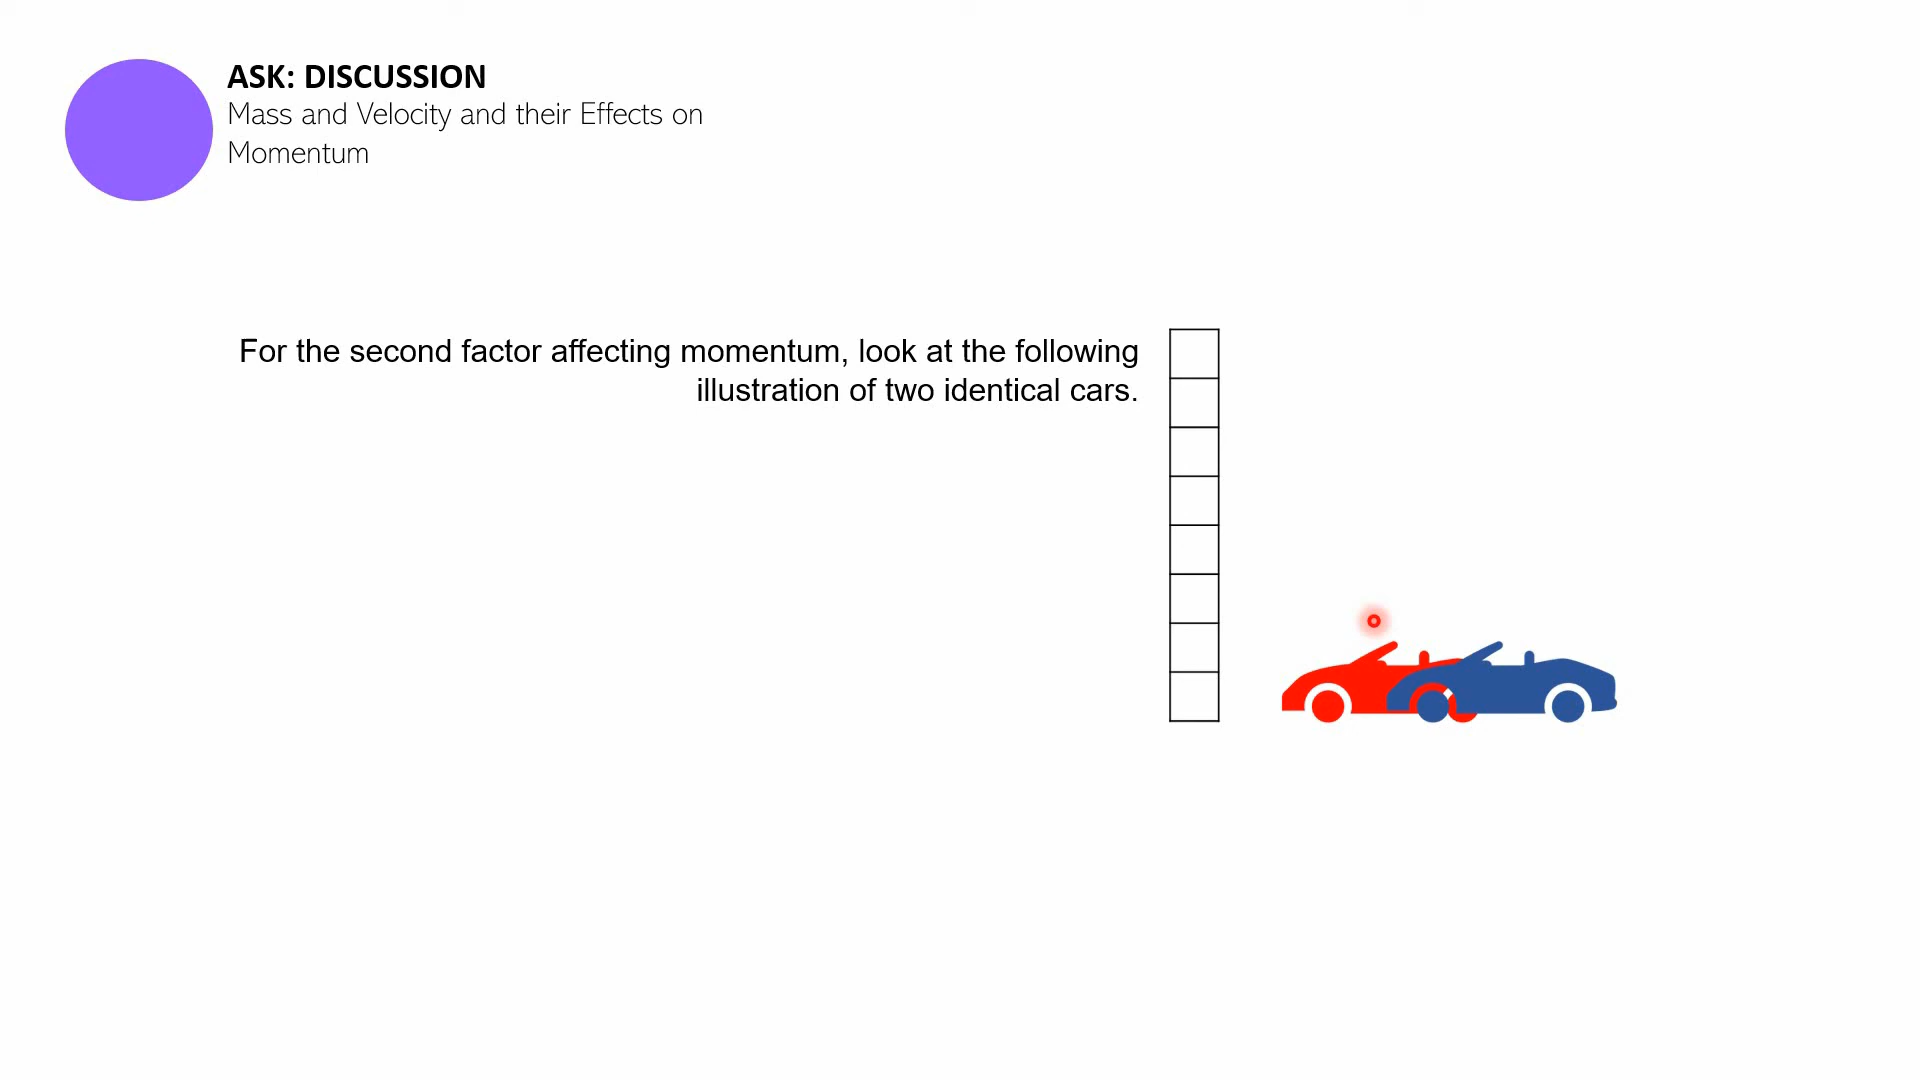 ASK: DISCUSSION
Mass and Velocity and their Effects on
Momentum
For the second factor affecting momentum, look at the following
illustration of two identical cars.